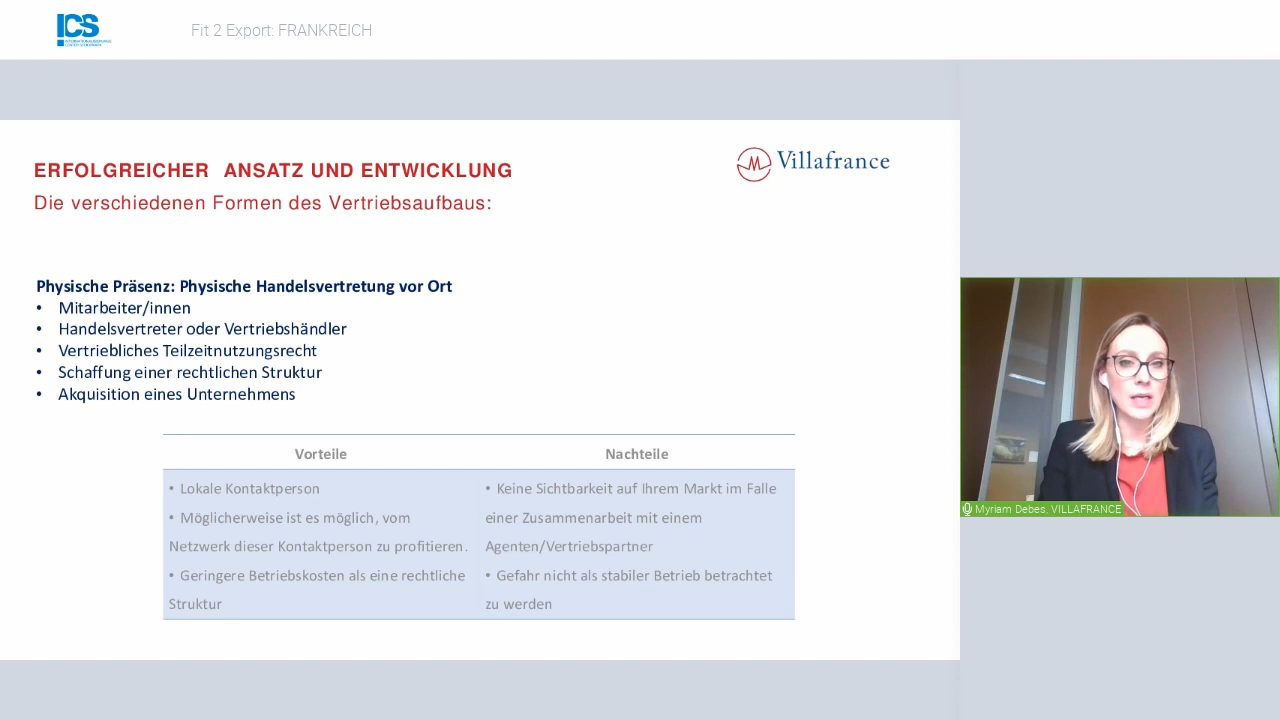 ICS
Fit 2 Export: FRANKREICH
ERFOLGREICHER ANSATZ UND ENTWICKLUNG
Villafrance
Die verschiedenen Formen des Vertriebsaufbaus:
Physische Präsenz: Physische Handelsvertretung vor Ort
• Mitarbeiter/innen
• Handelsvertreter oder Vertriebshändler
• Vertriebliches Teilzeitnutzungsrecht
• Schaffung einer rechtlichen Struktur
• Akquisition eines Unternehmens
Vorteile
• Lokale Kontaktperson
• Möglicherweise ist es möglich, vom
Netzwerk dieser Kontaktperson zu profitieren.
• Geringere Betriebskosten als eine rechtliche
Struktur
Nachteile
• Keine Sichtbarkeit auf Ihrem Markt im Falle
einer Zusammenarbeit mit einem
Agenten/Vertriebspartner
• Gefahr nicht als stabiler Betrieb betrachtet
zu werden
Myriam Debes, VILLAFRANCE